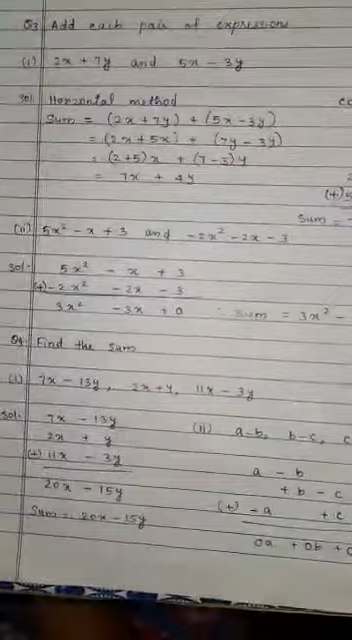 Q3 Add each pair of expressions
(i) 2x + 7y and 5x - 3y
Sol. Horizontal method
Sum = (2x + 7y) + (5x - 3y)
= (2x + 5x) + (7y - 3y)
= (2+5)x + (7-3)y
= 7x + 4y
(+)
Sum =
(ii) 5x² - x + 3 and -2x² - 2x - 3
Sol. 5x² - x + 3
(+) -2x² - 2x - 3
3x² - 3x + 0
Sum = 3x² -
Q4 Find the sum
(i) 7x - 13y, 2x + y, 11x - 3y
Sol. 7x - 13y
2x + y
(+) 11x - 3y
20x - 15y
Sum = 20x - 15y
(ii) a-b, b-c, c
a - b
+ b - c
(+) - a + c
0a + 0b +